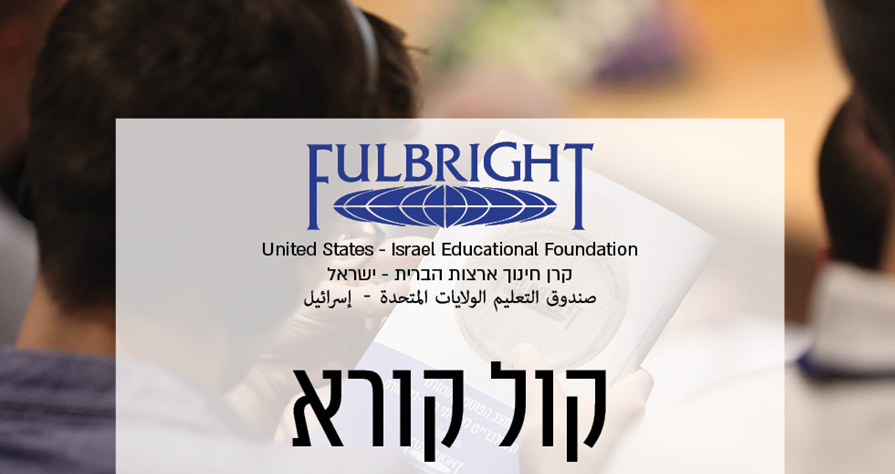 FULBRIGHT
United States - Israel Educational Foundation
קרן חינוך ארצות הברית - ישראל
صندوق التعليم الولايات المتحدة - إسرائيل
קול קורא